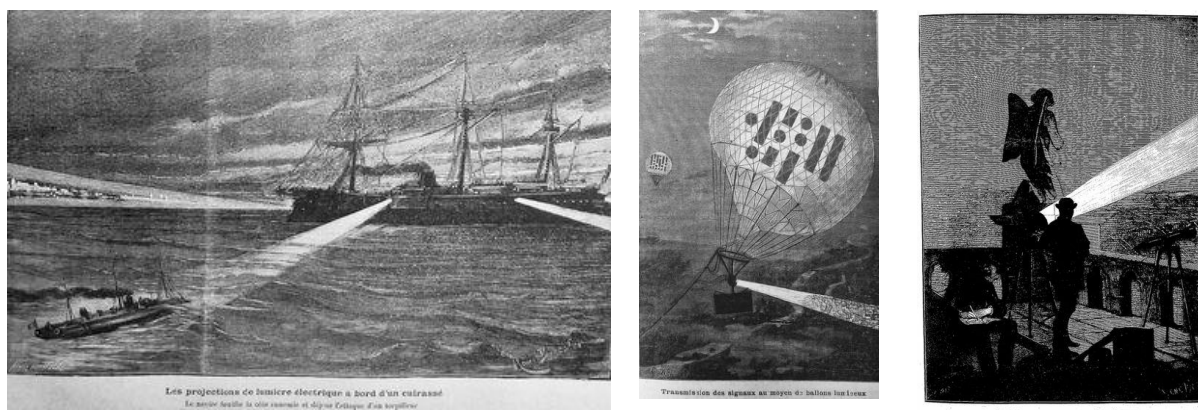 Les projections de lumière électrique à bord d'un cuirassé
Le navire fouille la côte ennemie et déjoue l'attaque d'un torpilleur
Transmission des signaux au moyen de ballons lumineux